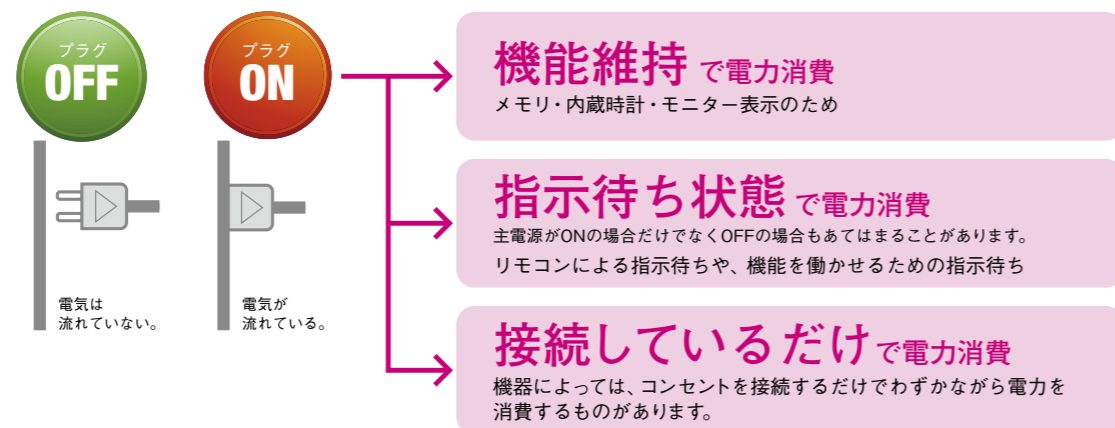 プラグ
OFF
プラグ
ON
電気は
流れていない。
電気が
流れている。
機能維持 で電力消費
メモリ・内蔵時計・モニター表示のため
指示待ち状態 で電力消費
主電源がONの場合だけでなくOFFの場合もあてはまることがあります。
リモコンによる指示待ちや、機能を働かせるための指示待ち
接続しているだけ で電力消費
機器によっては、コンセントを接続するだけでわずかながら電力を
消費するものがあります。